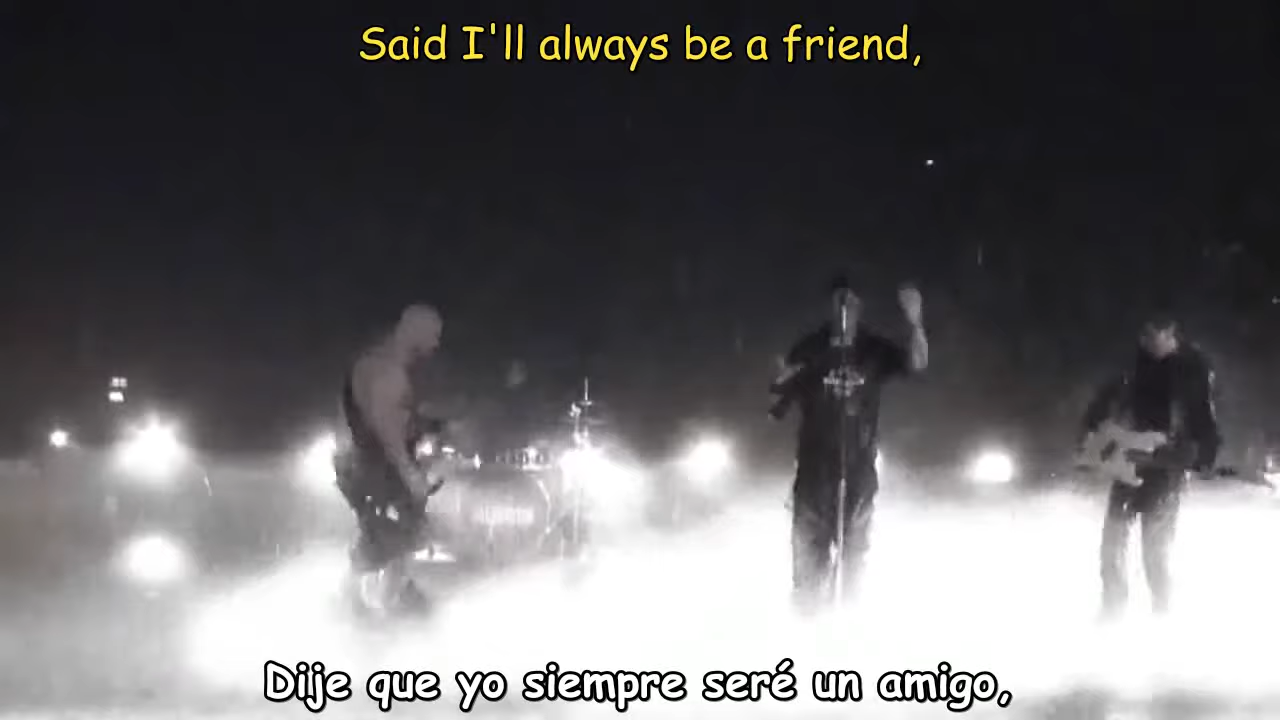 Said I'll always be a friend,
Dije que yo siempre seré un amigo,